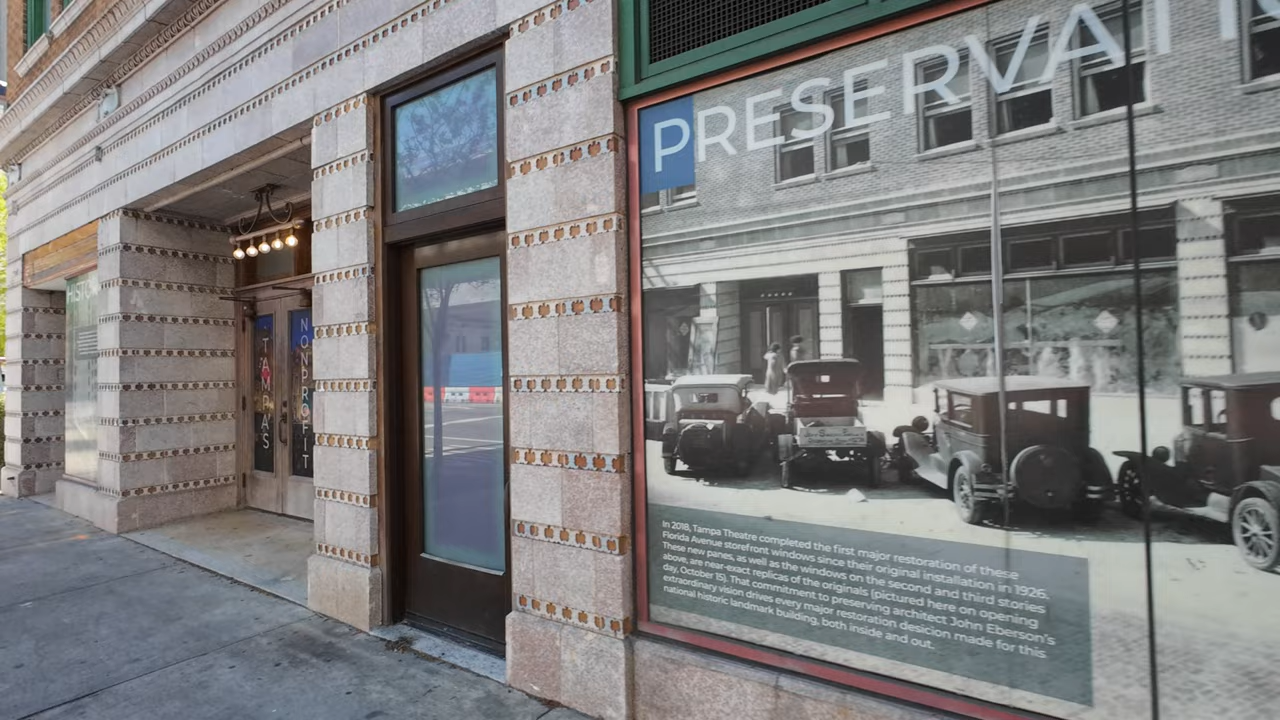 HISTO
TAMPA'S
NONPROFIT
PRESERVATI
In 2018, Tampa Theatre completed the first major restoration of these
Florida Avenue storefront windows since their original installation in 1926.
These new panes, as well as the windows on the second and third stories
above, are near-exact replicas of the originals (pictured here on opening
day, October 15). That commitment to preserving architect John Eberson's
extraordinary vision drives every major restoration desicion made for this
national historic landmark building, both inside and out.